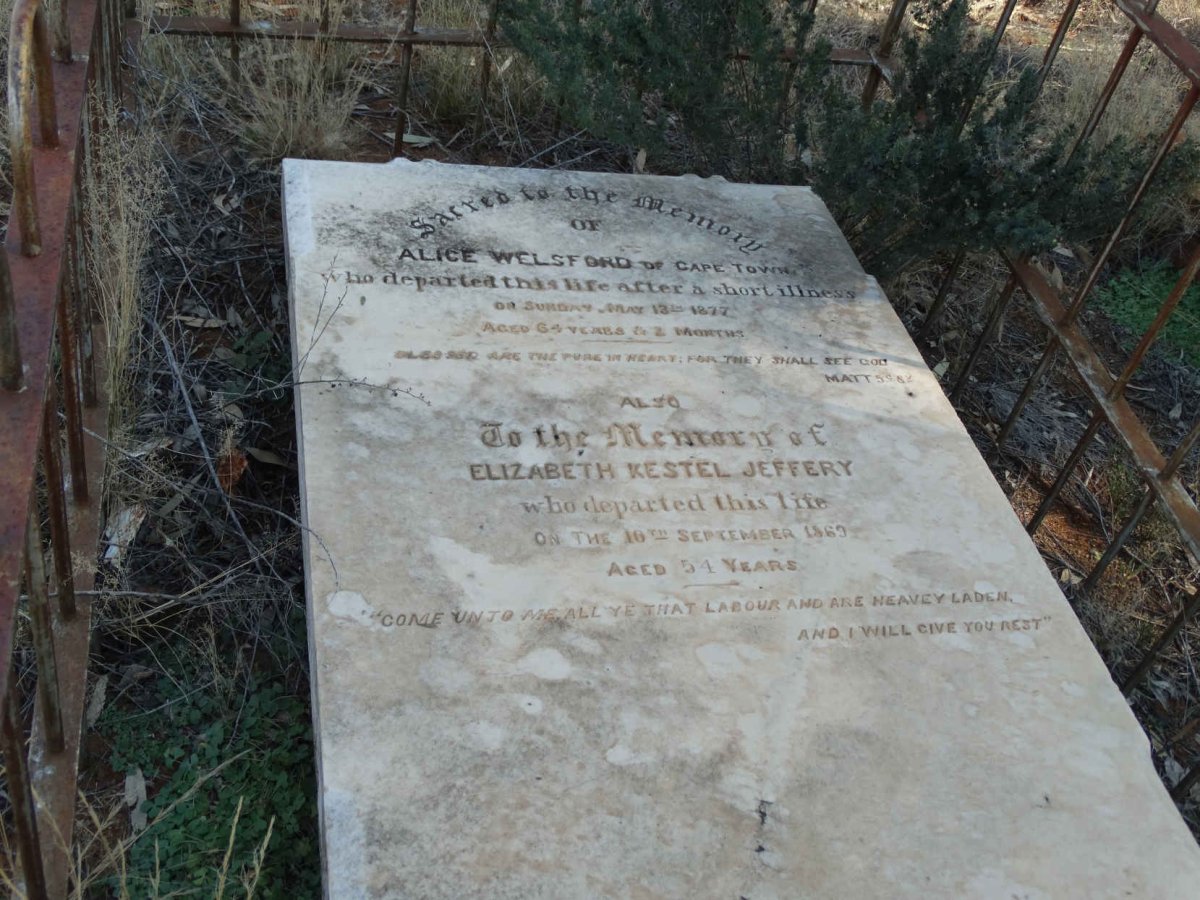 Sacred to the Memory
OF
ALICE WELSFORD OF CAPE TOWN,
who departed this life after a short illness
ON SUNDAY, MAY 13TH 1877
AGED 64 YEARS & 2 MONTHS
BLESSED ARE THE PURE IN HEART; FOR THEY SHALL SEE GOD
MATT 5. 8.
ALSO
To the Memory of
ELIZABETH KESTEL JEFFERY
who departed this life
ON THE 10TH SEPTEMBER 1869
AGED 54 YEARS
"COME UNTO ME, ALL YE THAT LABOUR AND ARE HEAVEY LADEN,
AND I WILL GIVE YOU REST"